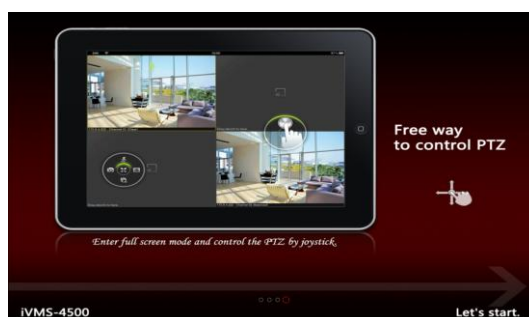 Free way
to control PTZ
Enter full screen mode and control the PTZ by joystick.
iVMS-4500
Let's start.